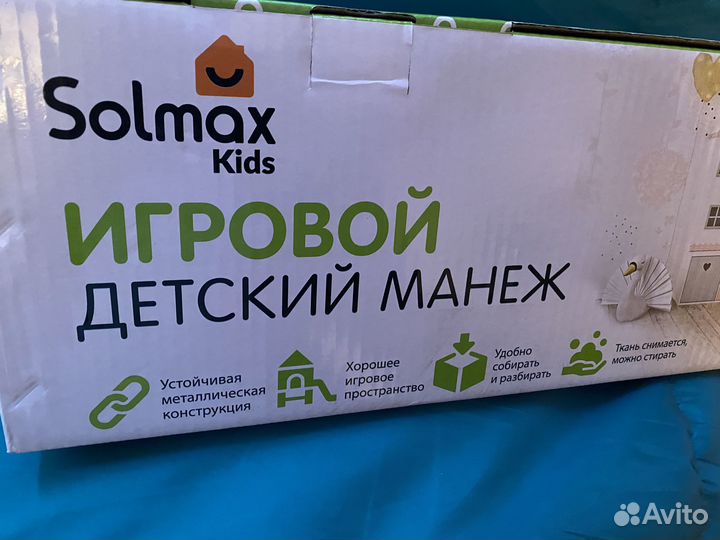 Solmax
Kids
ИГРОВОЙ
ДЕТСКИЙ МАНЕЖ
Устойчивая
металлическая
конструкция
Хорошее
игровое
пространство
Удобно
собирать
и разбирать
Ткань снимается,
можно стирать
Avito